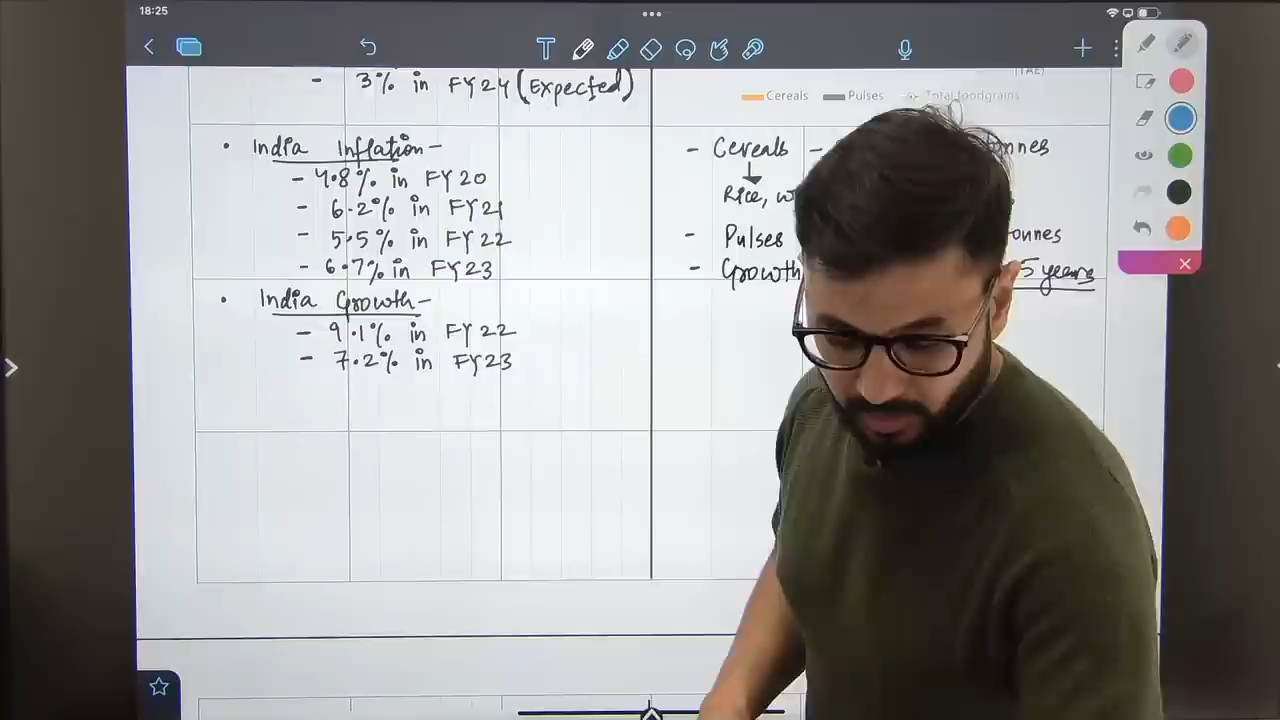 18:25
- 3% in FY24 (Expected)
• India Inflation -
- 4.8% in FY20
- 6.2% in FY21
- 5.5% in FY22
- 6.7% in FY23
• India Growth -
- 9.1% in FY22
- 7.2% in FY23
Cereals Pulses Total foodgrains
- Cereals - tonnes
Rice,
- Pulses tonnes
- Growth 5 years
T